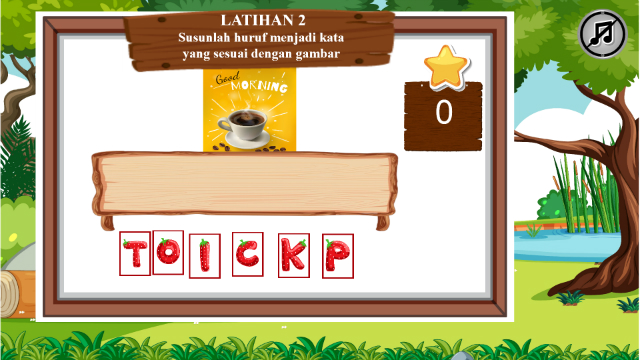 LATIHAN 2
Susunlah huruf menjadi kata
yang sesuai dengan gambar
Good
MORNING
0
T O I C K P